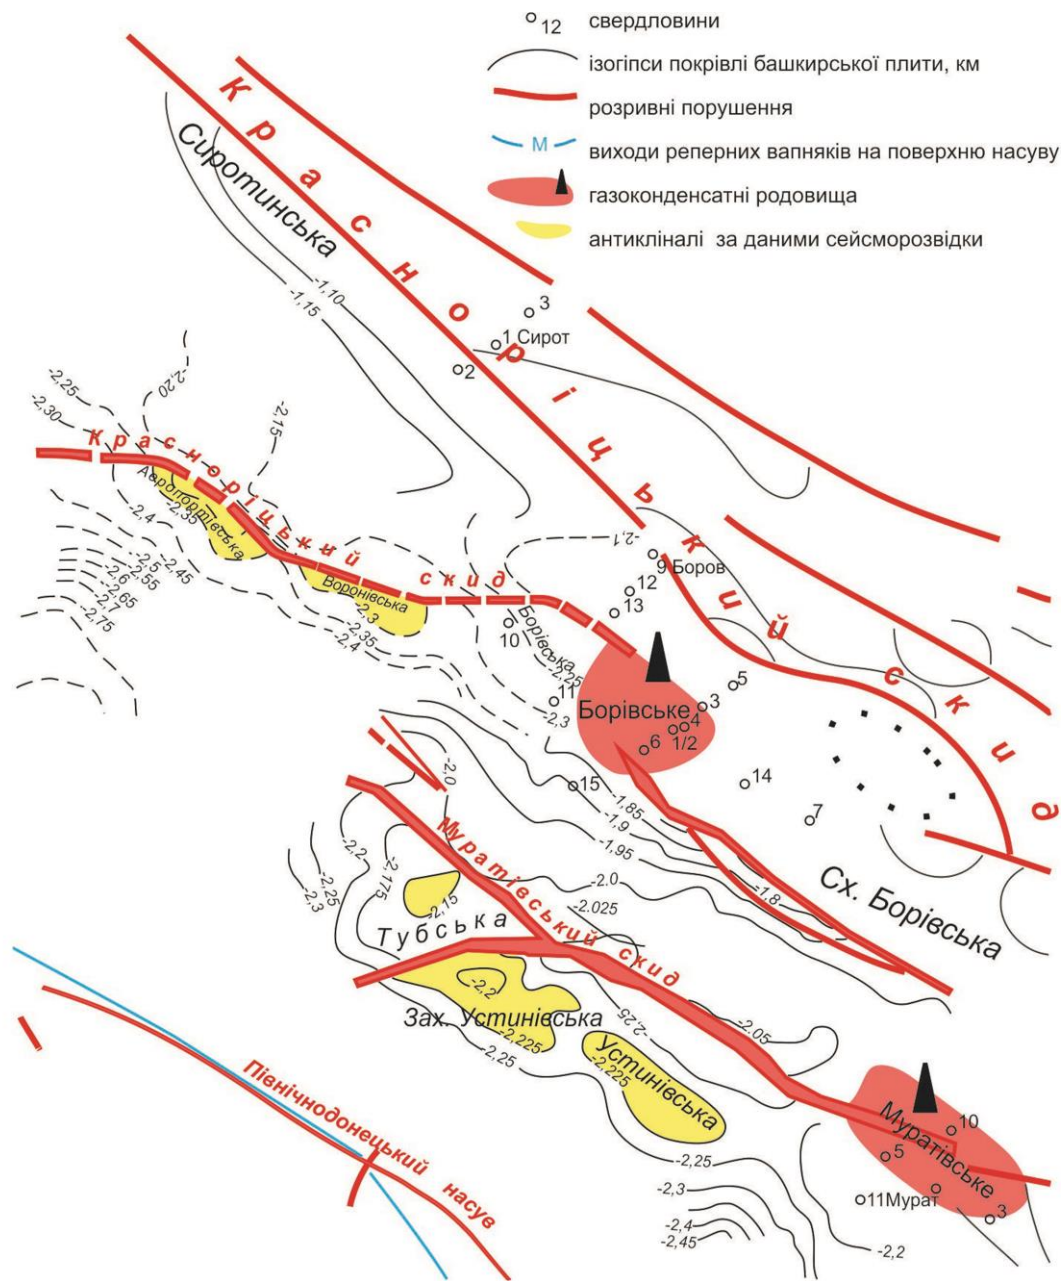 12 свердловини
ізогіпси покрівлі башкирської плити, км
розривні порушення
М виходи реперних вапняків на поверхню насуву
газоконденсатні родовища
антикліналі за даними сейсморозвідки
Красноріцький скид
Сиротинська
-1,10
-1,15
3
1 Сирот
2
-2,20
-2,25
-2,30
-2,15
Красноріцький скид
Аеропортівська
-2,35
-2,4
-2,45
-2,5
-2,55
-2,6
-2,65
-2,7
-2,75
Воронівська
-2,3
-2,35
-2,4
-2,1
9 Боров
12
13
10
Борівська
-2,25
-2,3
11
5
Борівське
3
4
1/2
6
14
15
7
-1,85
-1,9
-1,95
-1,8
Сх. Борівська
-2,0
Муратівський скид
-2,2
-2,25
-2,3
-2,175
-2,15
-2.0
-2.025
Тубська
-2,2
Зах. Устинівська
-2,225
-2,25
-2,25
-2.05
Устинівська
-2,225
-2,25
-2,3
-2,4
-2,45
Муратівське
10
5
11Мурат
3
-2,2
Північнодонецький насув